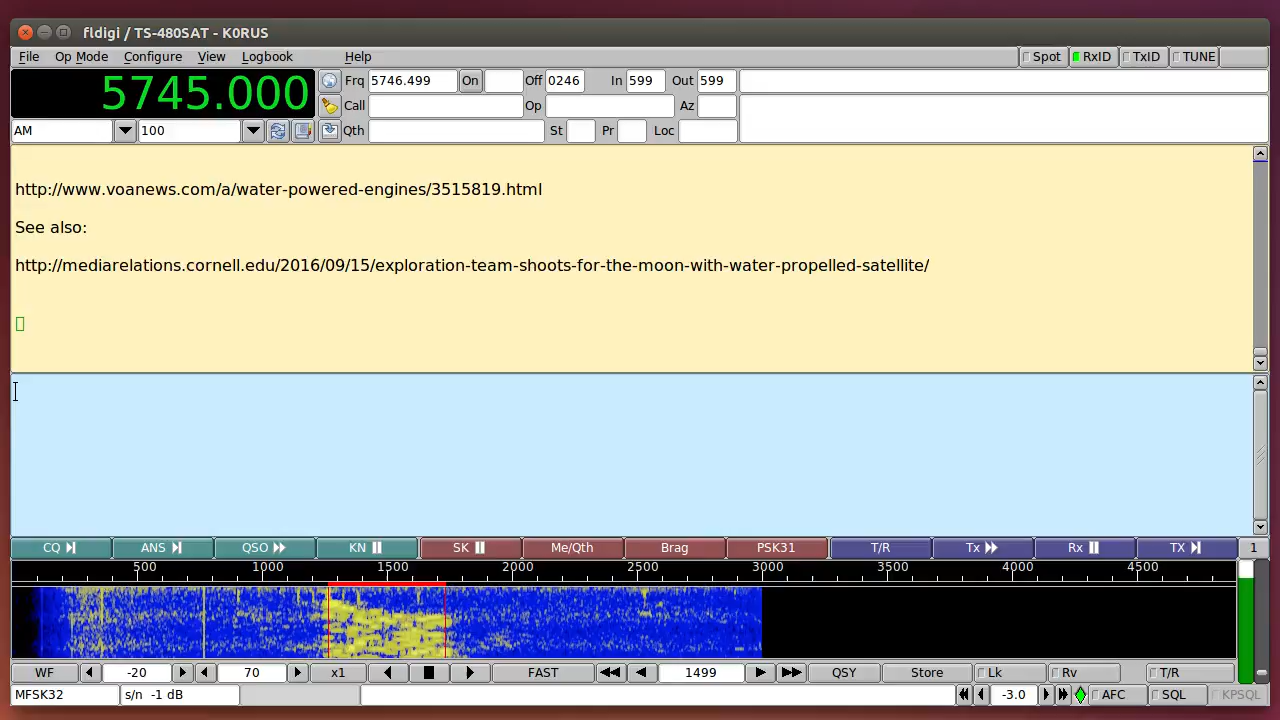 fldigi / TS-480SAT - K0RUS
File Op Mode Configure View Logbook Help Spot RxID TxID TUNE
5745.000 Frq 5746.499 On Off 0246 In 599 Out 599
Call Op Az
AM 100 Qth St Pr Loc
http://www.voanews.com/a/water-powered-engines/3515819.html
See also:
http://mediarelations.cornell.edu/2016/09/15/exploration-team-shoots-for-the-moon-with-water-propelled-satellite/
CQ ANS QSO KN SK Me/Qth Brag PSK31 T/R Tx Rx TX 1
500 1000 1500 2000 2500 3000 3500 4000 4500
WF -20 70 x1 FAST 1499 QSY Store Lk Rv T/R
MFSK32 s/n -1 dB -3.0 AFC SQL KPSQL